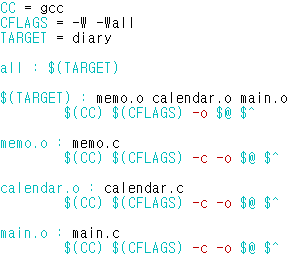 CC = gcc
CFLAGS = -W -Wall
TARGET = diary
all : $(TARGET)
$(TARGET) : memo.o calendar.o main.o
$(CC) $(CFLAGS) -o $@ $^
memo.o : memo.c
$(CC) $(CFLAGS) -c -o $@ $^
calendar.o : calendar.c
$(CC) $(CFLAGS) -c -o $@ $^
main.o : main.c
$(CC) $(CFLAGS) -c -o $@ $^